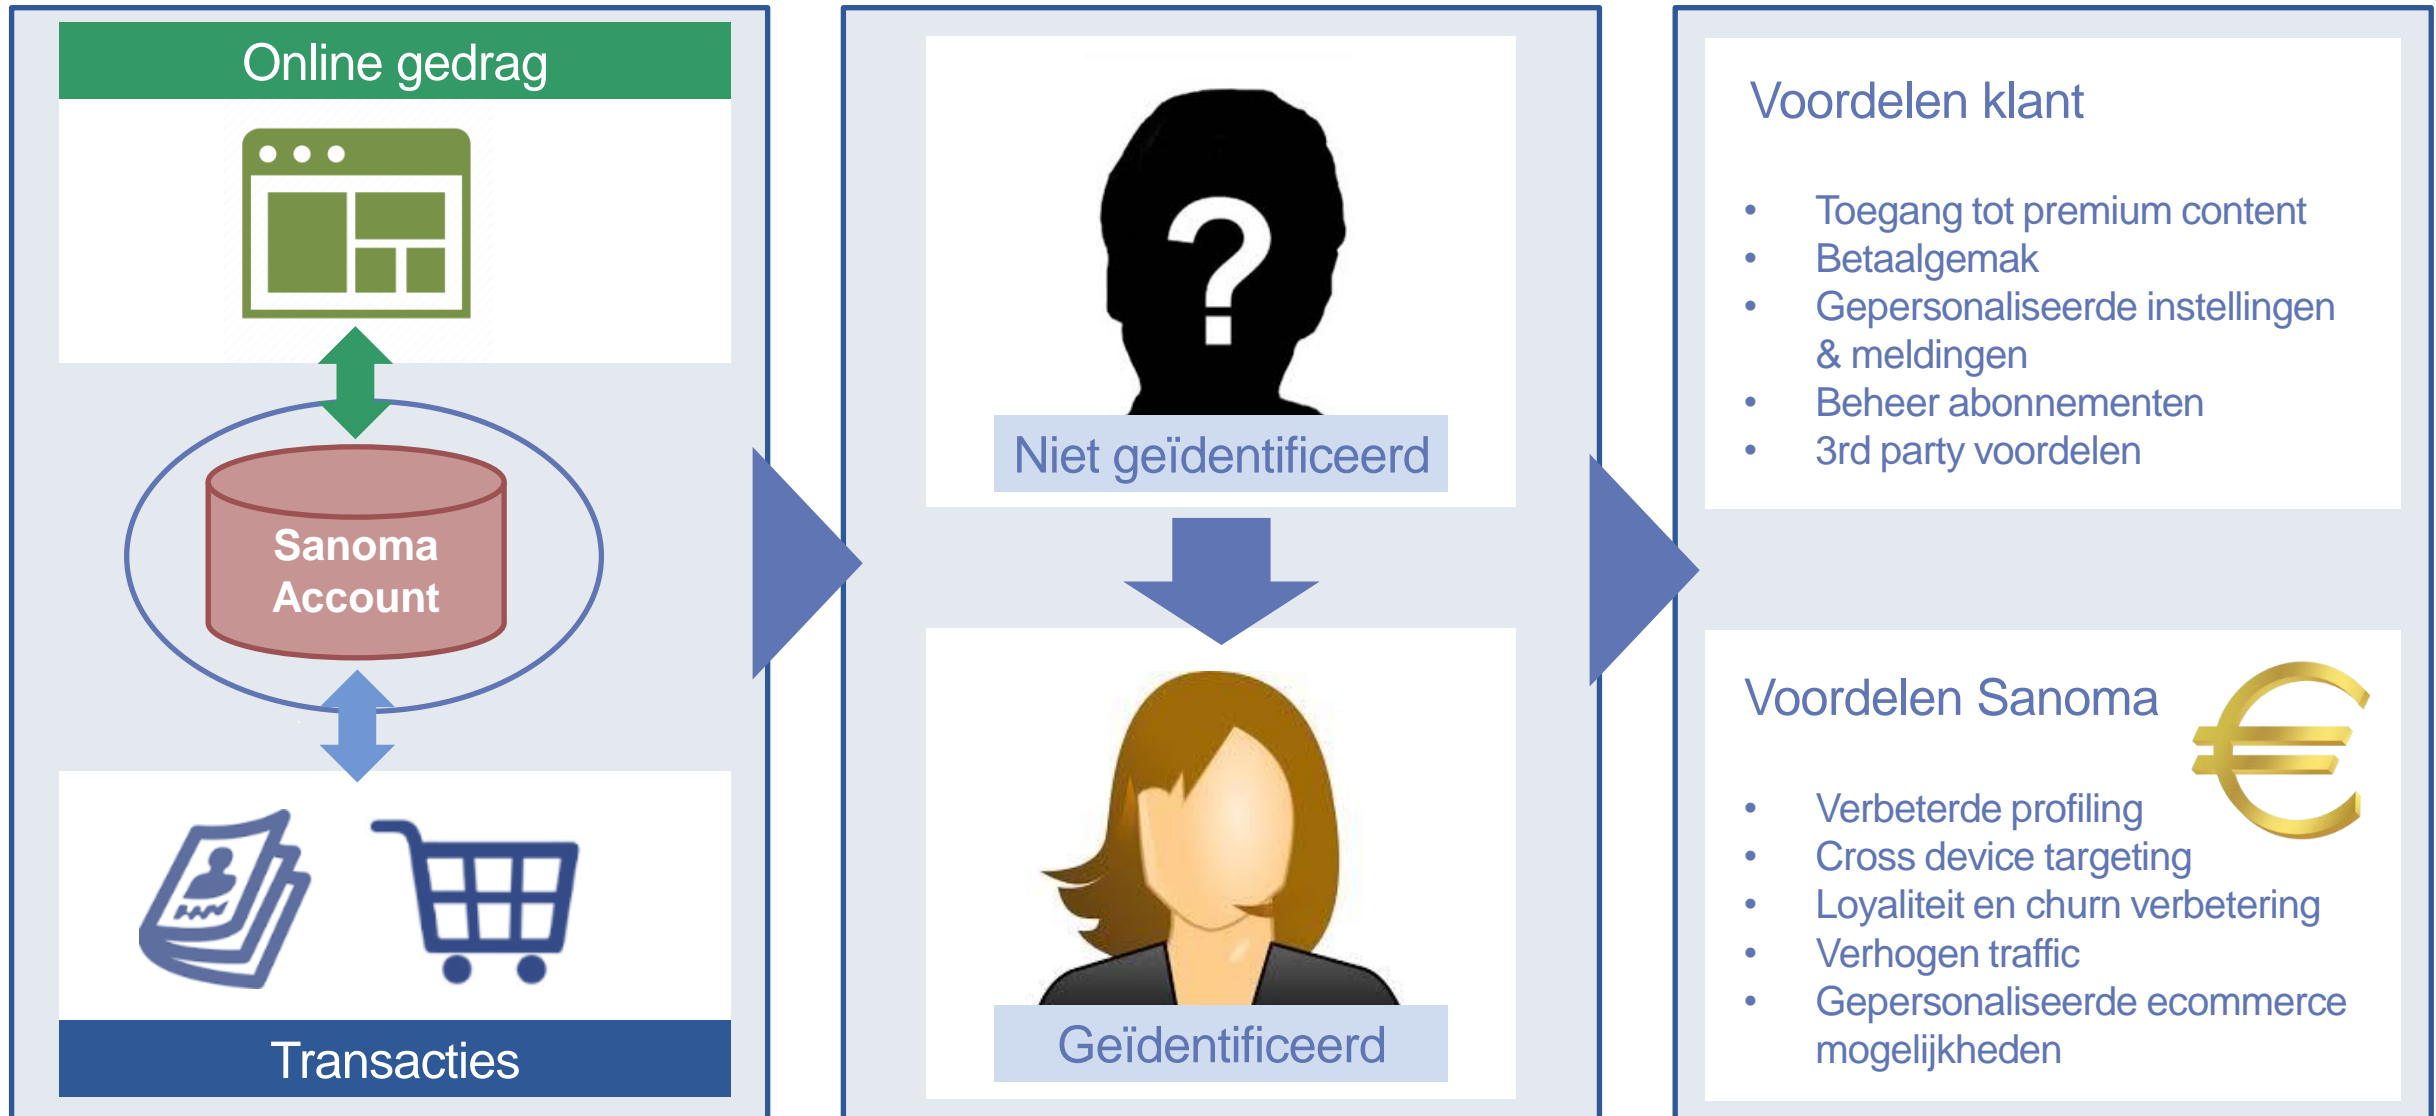 Online gedrag
Sanoma
Account
Transacties
?
Niet geïdentificeerd
Geïdentificeerd
Voordelen klant
• Toegang tot premium content
• Betaalgemak
• Gepersonaliseerde instellingen
& meldingen
• Beheer abonnementen
• 3rd party voordelen
Voordelen Sanoma
€
• Verbeterde profiling
• Cross device targeting
• Loyaliteit en churn verbetering
• Verhogen traffic
• Gepersonaliseerde ecommerce
mogelijkheden